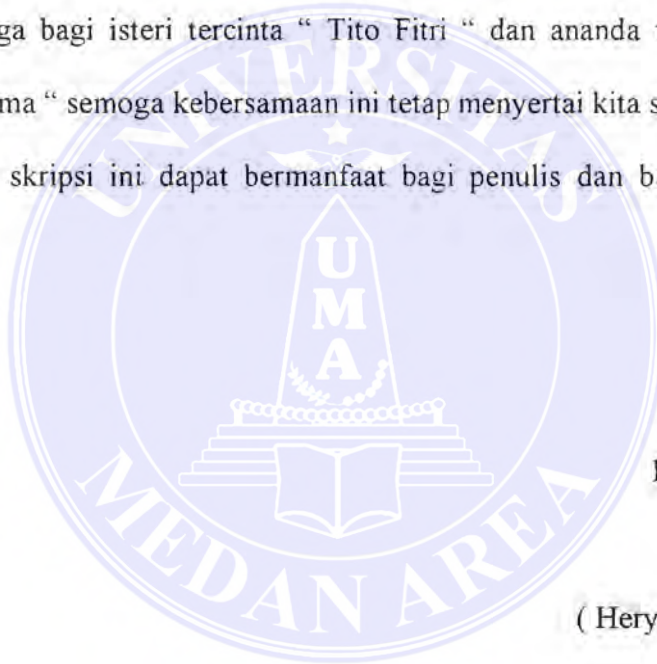 ga bagi isteri tercinta “ Tito Fitri “ dan ananda
ma “ semoga kebersamaan ini tetap menyertai kita
skripsi ini dapat bermanfaat bagi penulis dan
UNIVERSITAS
U
M
A
MEDAN AREA
( Hery